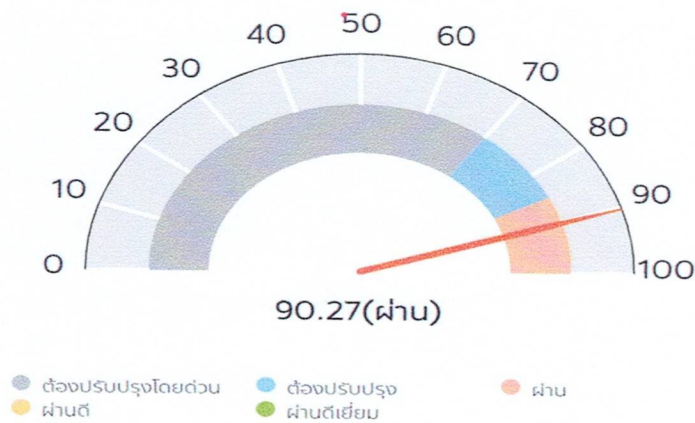 50
40 60
30 70
20 80
10 90
0 100
90.27(ผ่าน)
ต้องปรับปรุงโดยด่วน ต้องปรับปรุง ผ่าน
ผ่านดี ผ่านดีเยี่ยม